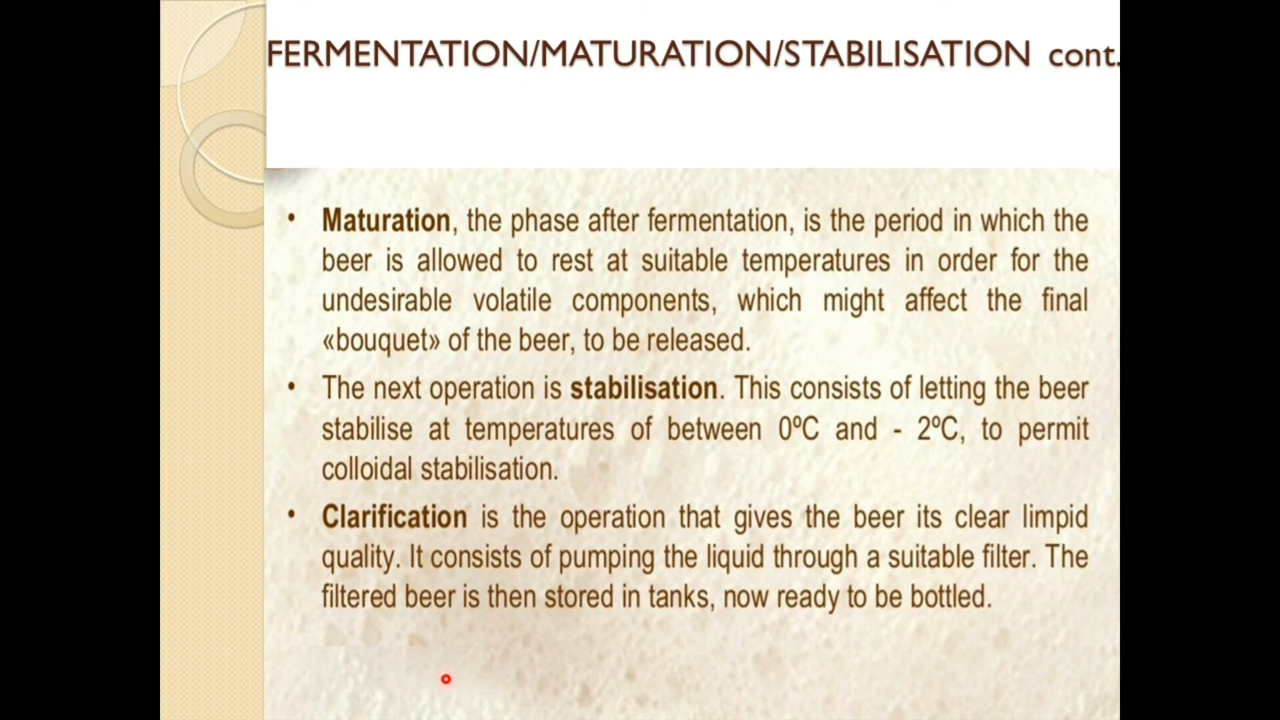 FERMENTATION/MATURATION/STABILISATION cont.
• Maturation, the phase after fermentation, is the period in which the
beer is allowed to rest at suitable temperatures in order for the
undesirable volatile components, which might affect the final
«bouquet» of the beer, to be released.
• The next operation is stabilisation. This consists of letting the beer
stabilise at temperatures of between 0ºC and - 2ºC, to permit
colloidal stabilisation.
• Clarification is the operation that gives the beer its clear limpid
quality. It consists of pumping the liquid through a suitable filter. The
filtered beer is then stored in tanks, now ready to be bottled.